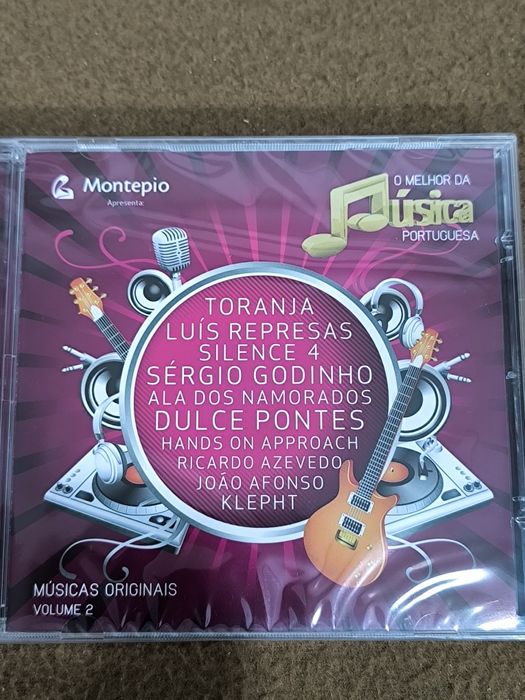 Montepio
Apresenta:
O MELHOR DA
Música
PORTUGUESA
TORANJA
LUÍS REPRESAS
SILENCE 4
SÉRGIO GODINHO
ALA DOS NAMORADOS
DULCE PONTES
HANDS ON APPROACH
RICARDO AZEVEDO
JOÃO AFONSO
KLEPHT
MÚSICAS ORIGINAIS
VOLUME 2